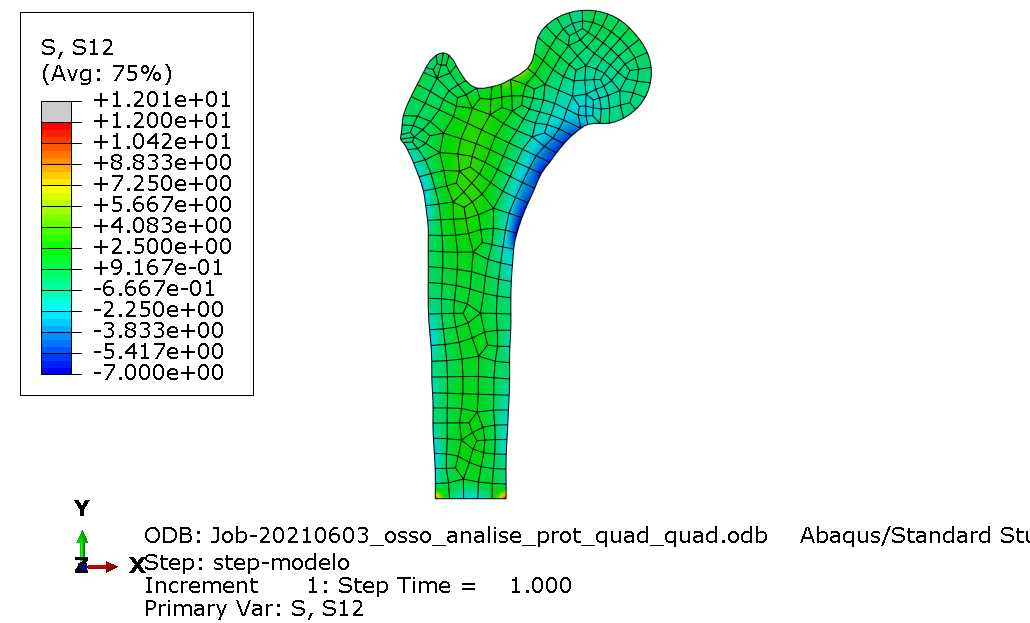 S, S12
(Avg: 75%)
+1.201e+01
+1.200e+01
+1.042e+01
+8.833e+00
+7.250e+00
+5.667e+00
+4.083e+00
+2.500e+00
+9.167e-01
-6.667e-01
-2.250e+00
-3.833e+00
-5.417e+00
-7.000e+00
Y
Z X
ODB: Job-20210603_osso_analise_prot_quad_quad.odb Abaqus/Standard Stu
Step: step-modelo
Increment 1: Step Time = 1.000
Primary Var: S, S12